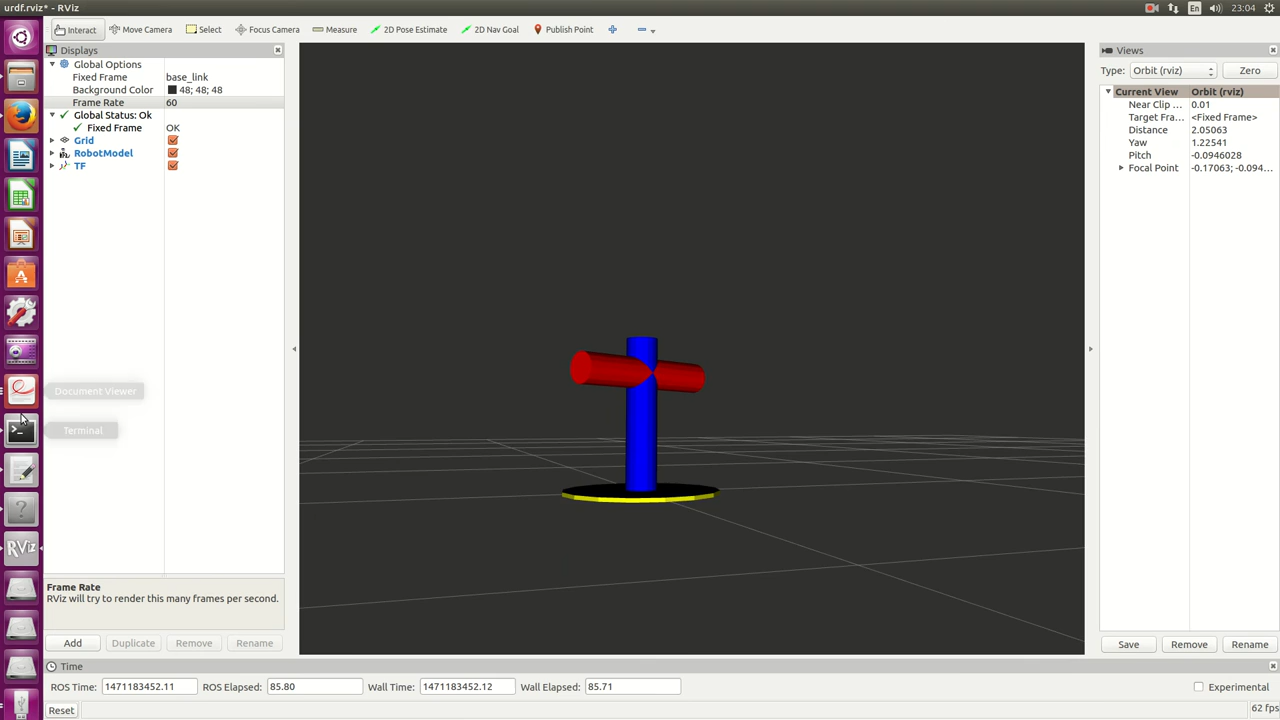 urdf.rviz* - RViz
En
23:04
Interact
Move Camera
Select
Focus Camera
Measure
2D Pose Estimate
2D Nav Goal
Publish Point
Displays
Global Options
Fixed Frame base_link
Background Color 48; 48; 48
Frame Rate 60
Global Status: Ok
Fixed Frame OK
Grid
RobotModel
TF
Document Viewer
Terminal
RViz
Frame Rate
RViz will try to render this many frames per second.
Add
Duplicate
Remove
Rename
Views
Type: Orbit (rviz)
Zero
Current View Orbit (rviz)
Near Clip ... 0.01
Target Fra... <Fixed Frame>
Distance 2.05063
Yaw 1.22541
Pitch -0.0946028
Focal Point -0.17063; -0.094...
Save
Remove
Rename
Time
ROS Time: 1471183452.11
ROS Elapsed: 85.80
Wall Time: 1471183452.12
Wall Elapsed: 85.71
Experimental
Reset
62 fps